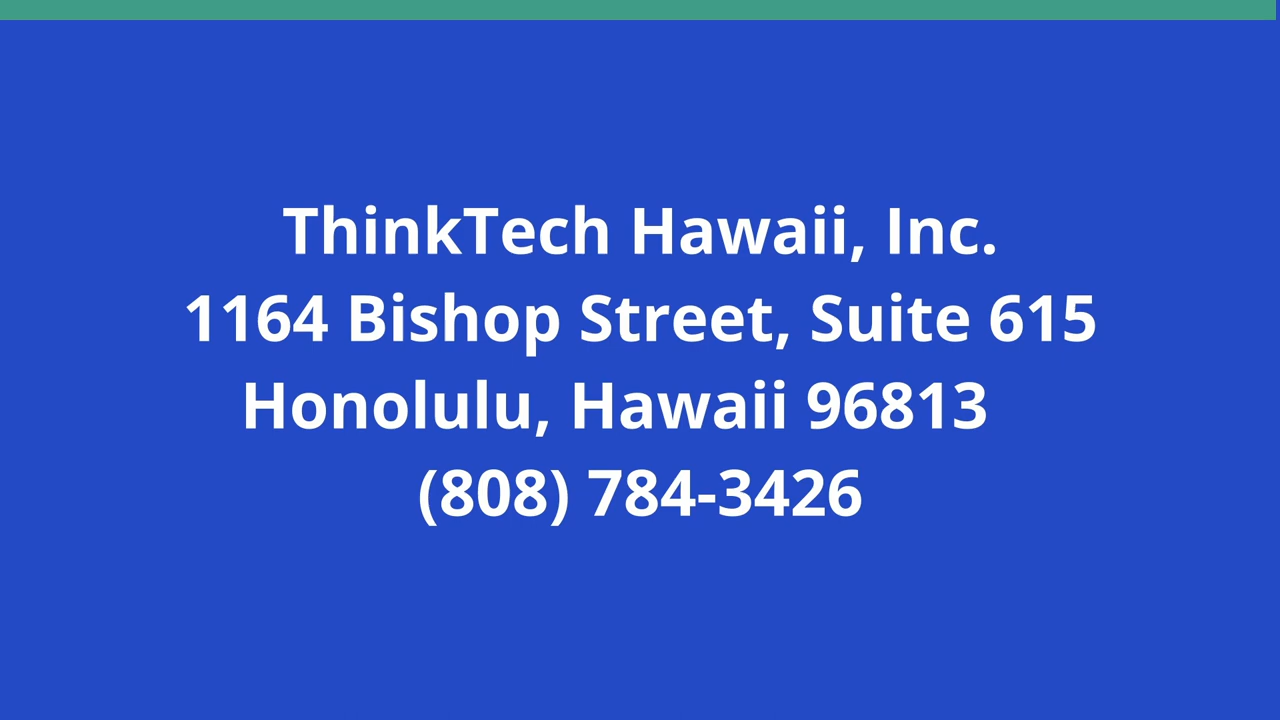 ThinkTech Hawaii, Inc.
1164 Bishop Street, Suite 615
Honolulu, Hawaii 96813
(808) 784-3426